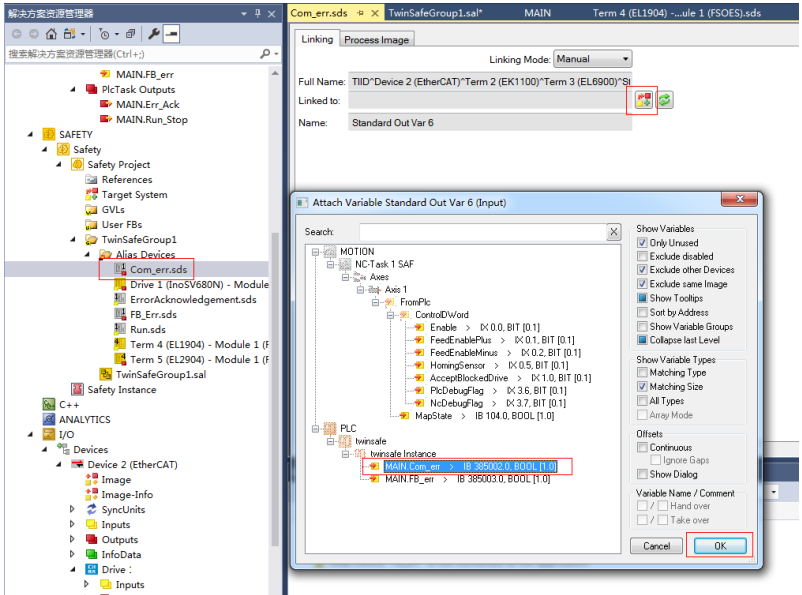 解决方案资源管理器
搜索解决方案资源管理器(Ctrl+;)
MAIN.FB_err
PlcTask Outputs
MAIN.Err_Ack
MAIN.Run_Stop
SAFETY
Safety
Safety Project
References
Target System
GVLs
User FBs
TwinSafeGroup1
Alias Devices
Com_err.sds
Drive 1 (InoSV680N) - Module
ErrorAcknowledgement.sds
FB_Err.sds
Run.sds
Term 4 (EL1904) - Module 1 (F
Term 5 (EL2904) - Module 1 (F
TwinSafeGroup1.sal
Safety Instance
C++
ANALYTICS
I/O
Devices
Device 2 (EtherCAT)
Image
Image-Info
SyncUnits
Inputs
Outputs
InfoData
Drive :
Inputs
Com_err.sds
TwinSafeGroup1.sal*
MAIN
Term 4 (EL1904) -...ule 1 (FSOES).sds
Linking
Process Image
Linking Mode: Manual
Full Name: TIID^Device 2 (EtherCAT)^Term 2 (EK1100)^Term 3 (EL6900)^St
Linked to:
Name: Standard Out Var 6
Attach Variable Standard Out Var 6 (Input)
Search:
MOTION
NC-Task 1 SAF
Axes
Axis 1
FromPlc
ControlDWord
Enable > IX 0.0, BIT [0.1]
FeedEnablePlus > IX 0.1, BIT [0.1]
FeedEnableMinus > IX 0.2, BIT [0.1]
HomingSensor > IX 0.5, BIT [0.1]
AcceptBlockedDrive > IX 1.0, BIT [0.1]
PlcDebugFlag > IX 3.6, BIT [0.1]
NcDebugFlag > IX 3.7, BIT [0.1]
MapState > IB 104.0, BOOL [1.0]
PLC
twinsafe
twinsafe Instance
MAIN.Com_err > IB 385002.0, BOOL [1.0]
MAIN.FB_err > IB 385003.0, BOOL [1.0]
Show Variables
Only Unused
Exclude disabled
Exclude other Devices
Exclude same Image
Show Tooltips
Sort by Address
Show Variable Groups
Collapse last Level
Show Variable Types
Matching Type
Matching Size
All Types
Array Mode
Offsets
Continuous
Ignore Gaps
Show Dialog
Variable Name / Comment
/ Hand over
/ Take over
Cancel
OK